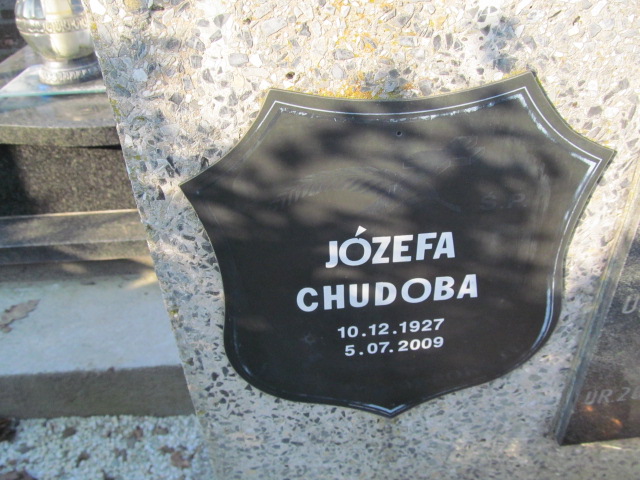 Ś.P.
JÓZEFA
CHUDOBA
10.12.1927
5.07.2009